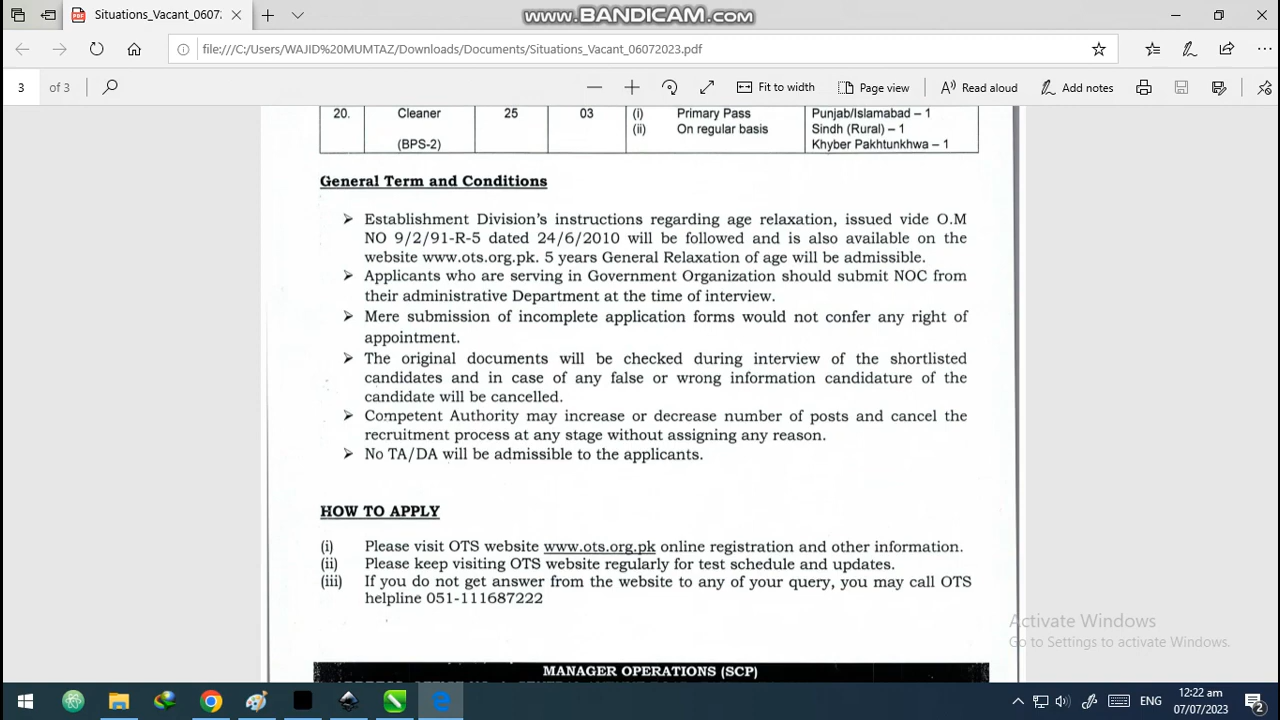 Situations_Vacant_0607:
www.BANDICAM.com
file:///C:/Users/WAJID%20MUMTAZ/Downloads/Documents/Situations_Vacant_06072023.pdf
3 of 3
Fit to width
Page view
Read aloud
Add notes
20. Cleaner 25 03 (i) Primary Pass Punjab/Islamabad – 1
(ii) On regular basis Sindh (Rural) – 1
(BPS-2) Khyber Pakhtunkhwa – 1
General Term and Conditions
➢ Establishment Division's instructions regarding age relaxation, issued vide O.M
NO 9/2/91-R-5 dated 24/6/2010 will be followed and is also available on the
website www.ots.org.pk. 5 years General Relaxation of age will be admissible.
➢ Applicants who are serving in Government Organization should submit NOC from
their administrative Department at the time of interview.
➢ Mere submission of incomplete application forms would not confer any right of
appointment.
➢ The original documents will be checked during interview of the shortlisted
candidates and in case of any false or wrong information candidature of the
candidate will be cancelled.
➢ Competent Authority may increase or decrease number of posts and cancel the
recruitment process at any stage without assigning any reason.
➢ No TA/DA will be admissible to the applicants.
HOW TO APPLY
(i) Please visit OTS website www.ots.org.pk online registration and other information.
(ii) Please keep visiting OTS website regularly for test schedule and updates.
(iii) If you do not get answer from the website to any of your query, you may call OTS
helpline 051-111687222
Activate Windows
Go to Settings to activate Windows.
MANAGER OPERATIONS (SCP)
ENG
12:22 am
07/07/2023
2